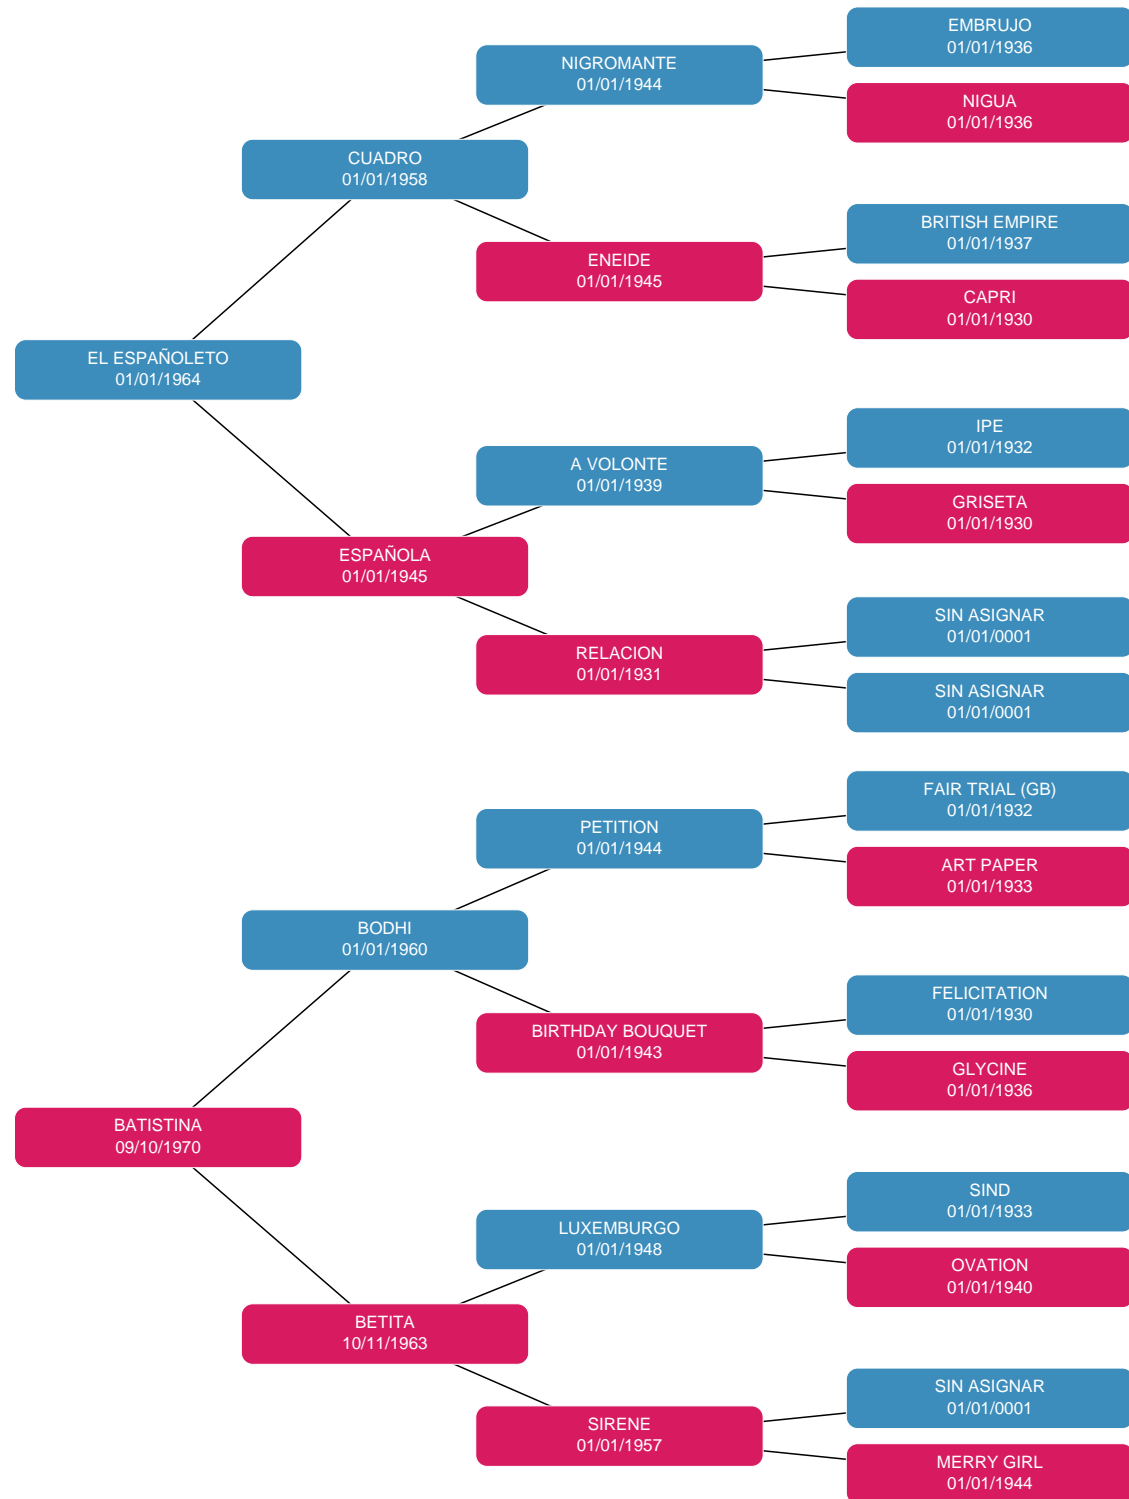 EMBRUJO
01/01/1936
NIGROMANTE
01/01/1944
NIGUA
01/01/1936
CUADRO
01/01/1958
BRITISH EMPIRE
01/01/1937
ENEIDE
01/01/1945
CAPRI
01/01/1930
EL ESPAÑOLETO
01/01/1964
IPE
01/01/1932
A VOLONTE
01/01/1939
GRISETA
01/01/1930
ESPAÑOLA
01/01/1945
SIN ASIGNAR
01/01/0001
RELACION
01/01/1931
SIN ASIGNAR
01/01/0001
FAIR TRIAL (GB)
01/01/1932
PETITION
01/01/1944
ART PAPER
01/01/1933
BODHI
01/01/1960
FELICITATION
01/01/1930
BIRTHDAY BOUQUET
01/01/1943
GLYCINE
01/01/1936
BATISTINA
09/10/1970
SIND
01/01/1933
LUXEMBURGO
01/01/1948
OVATION
01/01/1940
BETITA
10/11/1963
SIN ASIGNAR
01/01/0001
SIRENE
01/01/1957
MERRY GIRL
01/01/1944